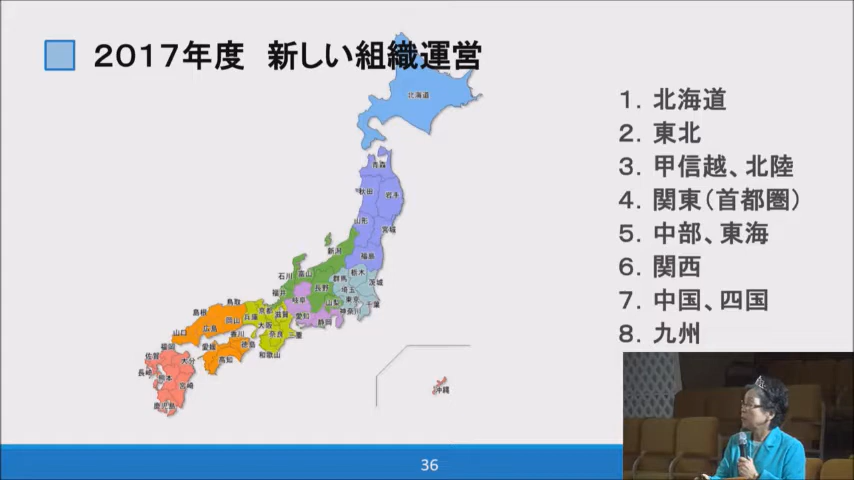 2017年度 新しい組織運営
1. 北海道
2. 東北
3. 甲信越、北陸
4. 関東(首都圏)
5. 中部、東海
6. 関西
7. 中国、四国
8. 九州
北海道
青森
秋田
岩手
山形
宮城
新潟
福島
石川
富山
群馬
栃木
茨城
福井
長野
埼玉
岐阜
山梨
東京
千葉
神奈川
愛知
静岡
鳥取
島根
京都
滋賀
兵庫
岡山
広島
大阪
奈良
三重
山口
香川
和歌山
愛媛
徳島
高知
福岡
佐賀
大分
長崎
熊本
宮崎
鹿児島
沖縄
36